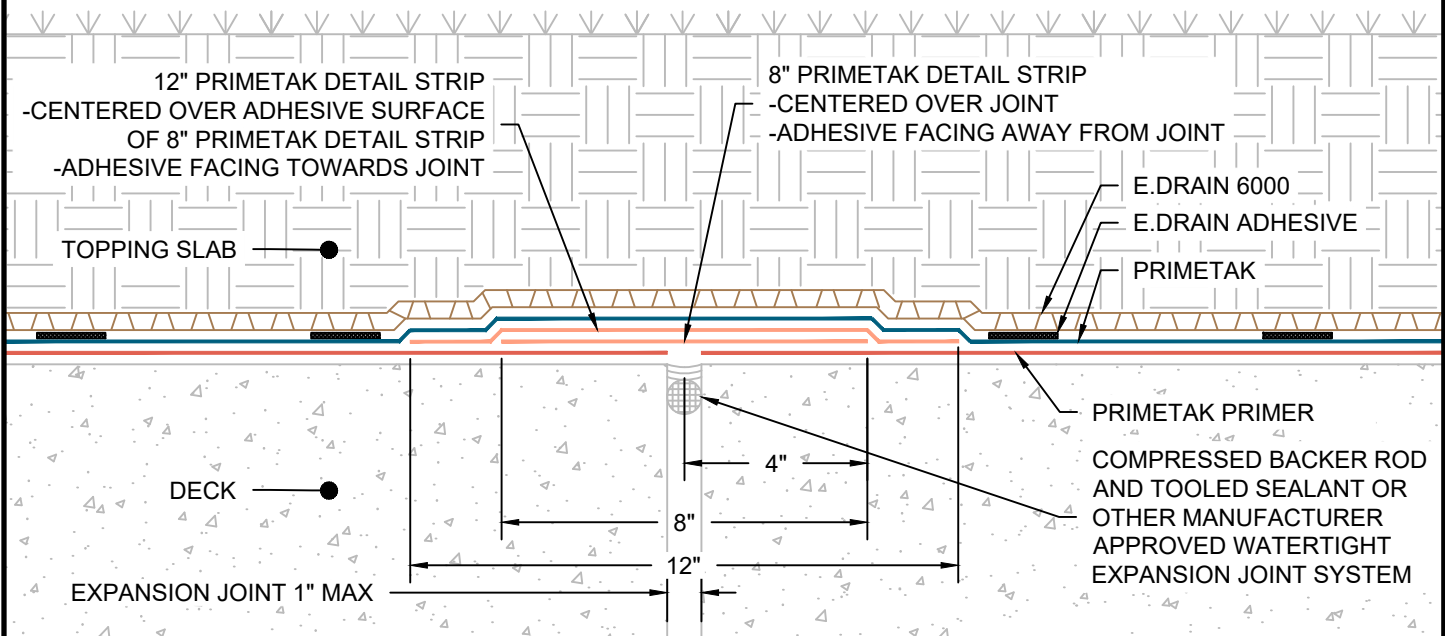 12" PRIMETAK DETAIL STRIP
-CENTERED OVER ADHESIVE SURFACE
OF 8" PRIMETAK DETAIL STRIP
-ADHESIVE FACING TOWARDS JOINT
8" PRIMETAK DETAIL STRIP
-CENTERED OVER JOINT
-ADHESIVE FACING AWAY FROM JOINT
E.DRAIN 6000
E.DRAIN ADHESIVE
PRIMETAK
TOPPING SLAB
PRIMETAK PRIMER
COMPRESSED BACKER ROD
AND TOOLED SEALANT OR
OTHER MANUFACTURER
APPROVED WATERTIGHT
EXPANSION JOINT SYSTEM
DECK
4"
8"
12"
EXPANSION JOINT 1" MAX